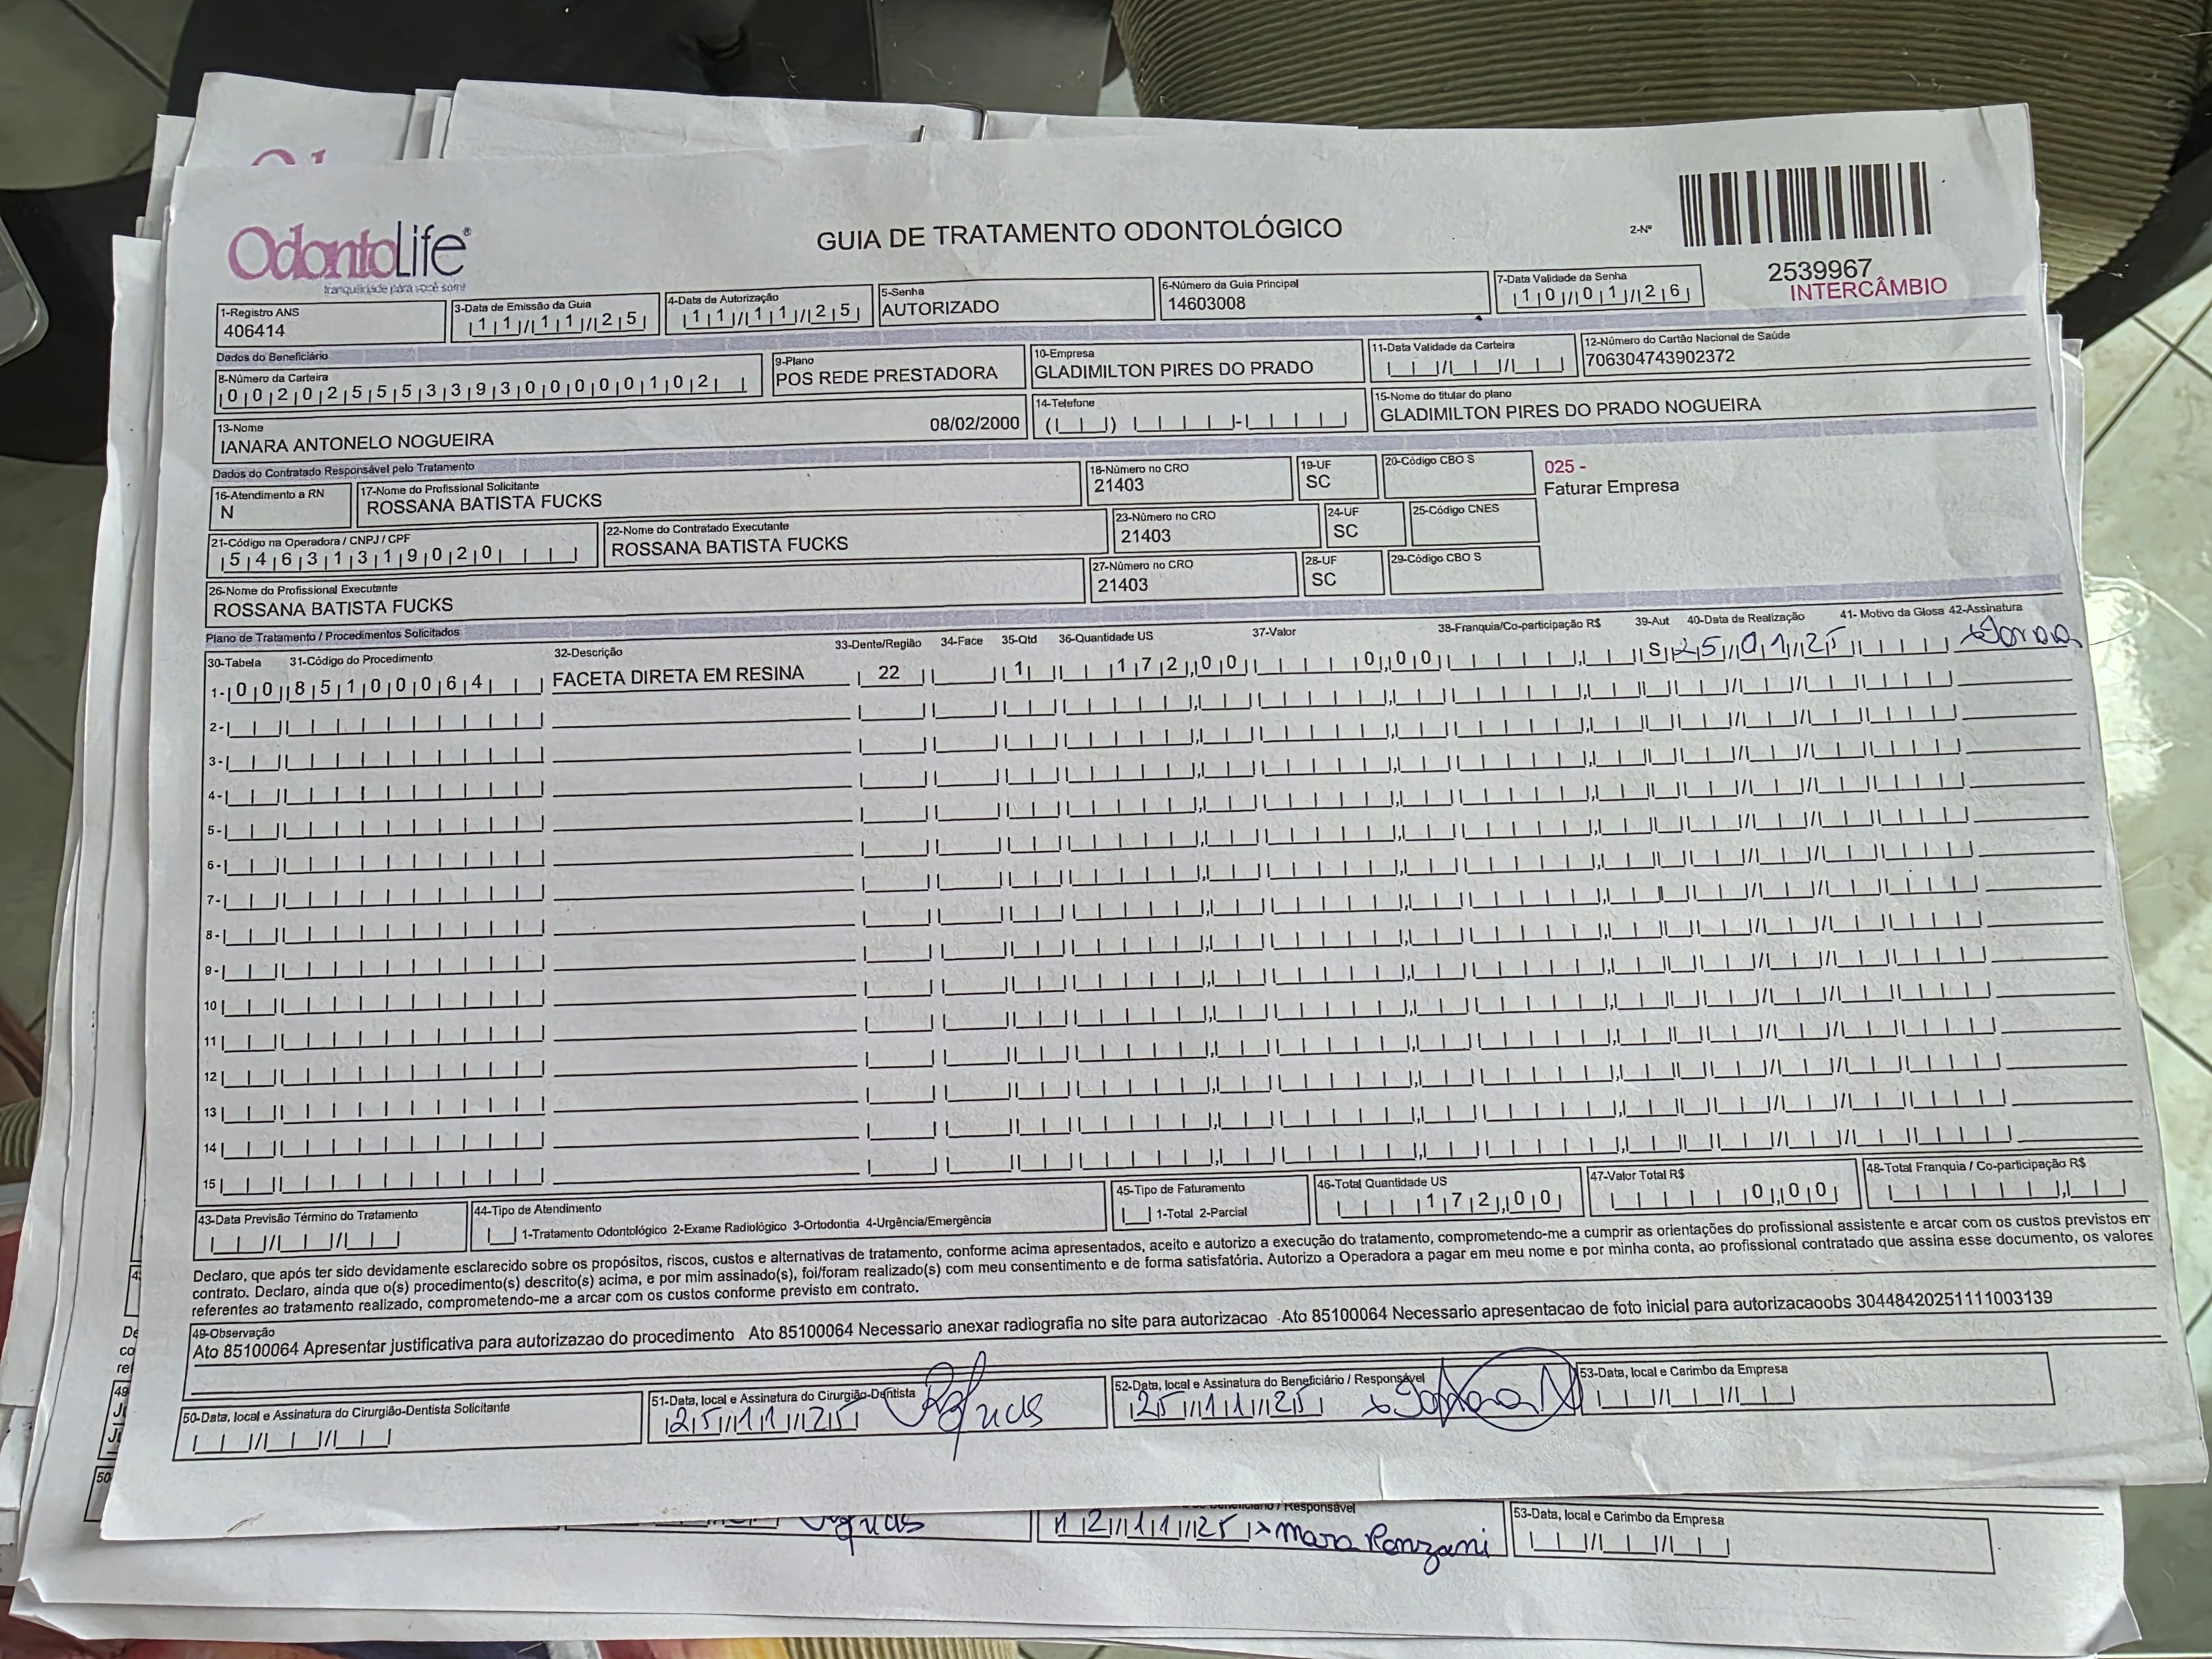 OdontoLife®
tranquilidade para você sorrir
GUIA DE TRATAMENTO ODONTOLÓGICO
2-Nº
2539967
INTERCÂMBIO
1-Registro ANS
406414
3-Data de Emissão da Guia
11/11/25
4-Data de Autorização
11/11/25
5-Senha
AUTORIZADO
6-Número da Guia Principal
14603008
7-Data Validade da Senha
10/01/26
Dados do Beneficiário
8-Número da Carteira
00202555339300000102
9-Plano
POS REDE PRESTADORA
10-Empresa
GLADIMILTON PIRES DO PRADO
11-Data Validade da Carteira
12-Número do Cartão Nacional de Saúde
706304743902372
13-Nome
IANARA ANTONELO NOGUEIRA 08/02/2000
14-Telefone
15-Nome do titular do plano
GLADIMILTON PIRES DO PRADO NOGUEIRA
Dados do Contratado Responsável pelo Tratamento
16-Atendimento a RN
N
17-Nome do Profissional Solicitante
ROSSANA BATISTA FUCKS
18-Número no CRO
21403
19-UF
SC
20-Código CBO S
025 -
Faturar Empresa
21-Código na Operadora / CNPJ / CPF
54631319020
22-Nome do Contratado Executante
ROSSANA BATISTA FUCKS
23-Número no CRO
21403
24-UF
SC
25-Código CNES
26-Nome do Profissional Executante
ROSSANA BATISTA FUCKS
27-Número no CRO
21403
28-UF
SC
29-Código CBO S
Plano de Tratamento / Procedimentos Solicitados
30-Tabela 31-Código do Procedimento 32-Descrição 33-Dente/Região 34-Face 35-Qtd 36-Quantidade US 37-Valor 38-Franquia/Co-participação R$ 39-Aut 40-Data de Realização 41- Motivo da Glosa 42-Assinatura
1- 00 85100064 FACETA DIRETA EM RESINA 22 1 172,00 0,00 S 25/01/25
2-
3-
4-
5-
6-
7-
8-
9-
10
11
12
13
14
15
43-Data Previsão Término do Tratamento
44-Tipo de Atendimento
1-Tratamento Odontológico 2-Exame Radiológico 3-Ortodontia 4-Urgência/Emergência
45-Tipo de Faturamento
1-Total 2-Parcial
46-Total Quantidade US
172,00
47-Valor Total R$
0,00
48-Total Franquia / Co-participação R$
Declaro, que após ter sido devidamente esclarecido sobre os propósitos, riscos, custos e alternativas de tratamento, conforme acima apresentados, aceito e autorizo a execução do tratamento, comprometendo-me a cumprir as orientações do profissional assistente e arcar com os custos previstos em
contrato. Declaro, ainda que o(s) procedimento(s) descrito(s) acima, e por mim assinado(s), foi/foram realizado(s) com meu consentimento e de forma satisfatória. Autorizo a Operadora a pagar em meu nome e por minha conta, ao profissional contratado que assina esse documento, os valores
referentes ao tratamento realizado, comprometendo-me a arcar com os custos conforme previsto em contrato.
49-Observação
Ato 85100064 Apresentar justificativa para autorizazao do procedimento Ato 85100064 Necessario anexar radiografia no site para autorizacao Ato 85100064 Necessario apresentacao de foto inicial para autorizacaoobs 30448420251111003139
50-Data, local e Assinatura do Cirurgião-Dentista Solicitante
51-Data, local e Assinatura do Cirurgião-Dentista
25/11/25
52-Data, local e Assinatura do Beneficiário / Responsável
25/11/25
53-Data, local e Carimbo da Empresa
Beneficiário / Responsável
12/11/25 x Mara Ronzani
53-Data, local e Carimbo da Empresa